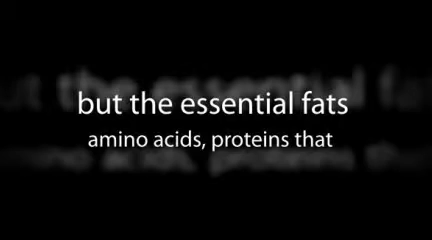 but the essential fats
amino acids, proteins that